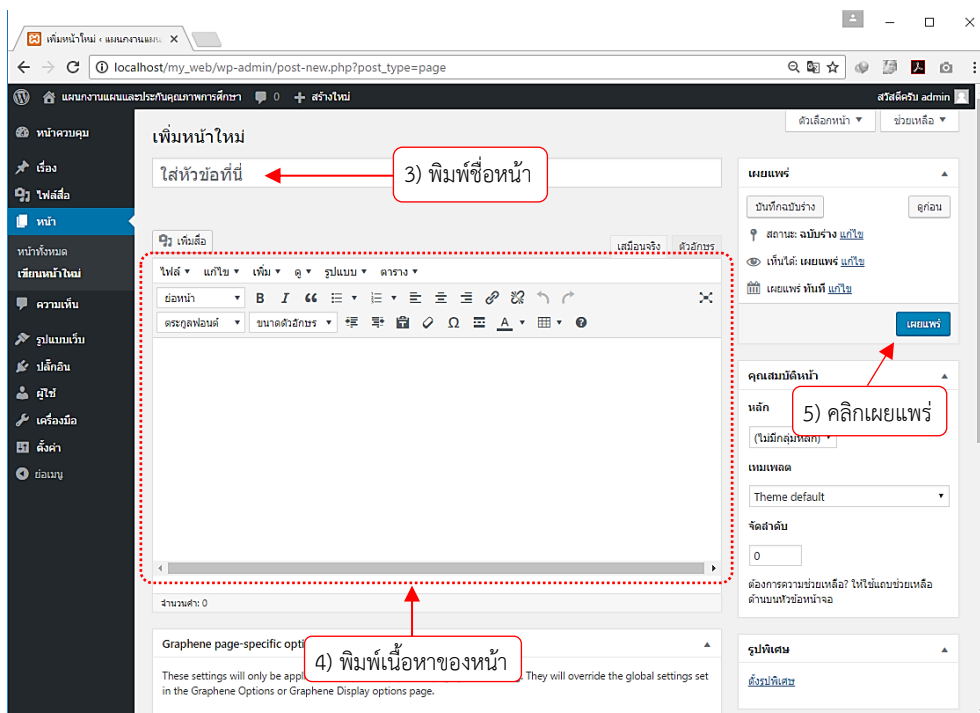 เพิ่มหน้าใหม่ ‹ แผนกงานแผน
localhost/my_web/wp-admin/post-new.php?post_type=page
แผนกงานแผนและประกันคุณภาพการศึกษา 0 + สร้างใหม่
สวัสดีครับ admin
หน้าควบคุม
เรื่อง
ไฟล์สื่อ
หน้า
หน้าทั้งหมด
เขียนหน้าใหม่
ความเห็น
รูปแบบเว็บ
ปลั๊กอิน
ผู้ใช้
เครื่องมือ
ตั้งค่า
ย่อเมนู
ตัวเลือกหน้า ▼
ช่วยเหลือ ▼
เพิ่มหน้าใหม่
ใส่หัวข้อที่นี่
3) พิมพ์ชื่อหน้า
เพิ่มสื่อ
เสมือนจริง
ตัวอักษร
ไฟล์ ▼ แก้ไข ▼ เพิ่ม ▼ ดู ▼ รูปแบบ ▼ ตาราง ▼
ย่อหน้า
ตระกูลฟอนต์ ขนาดตัวอักษร
จำนวนคำ: 0
4) พิมพ์เนื้อหาของหน้า
Graphene page-specific opti
These settings will only be appl
They will override the global settings set
in the Graphene Options or Graphene Display options page.
เผยแพร่
บันทึกฉบับร่าง
ดูก่อน
สถานะ: ฉบับร่าง แก้ไข
เห็นได้: เผยแพร่ แก้ไข
เผยแพร่ ทันที แก้ไข
เผยแพร่
5) คลิกเผยแพร่
คุณสมบัติหน้า
หลัก
(ไม่มีกลุ่มหลัก)
เทมเพลต
Theme default
จัดลำดับ
0
ต้องการความช่วยเหลือ? ให้ใช้แถบช่วยเหลือ
ด้านบนหัวข้อหน้าจอ
รูปพิเศษ
ตั้งรูปพิเศษ